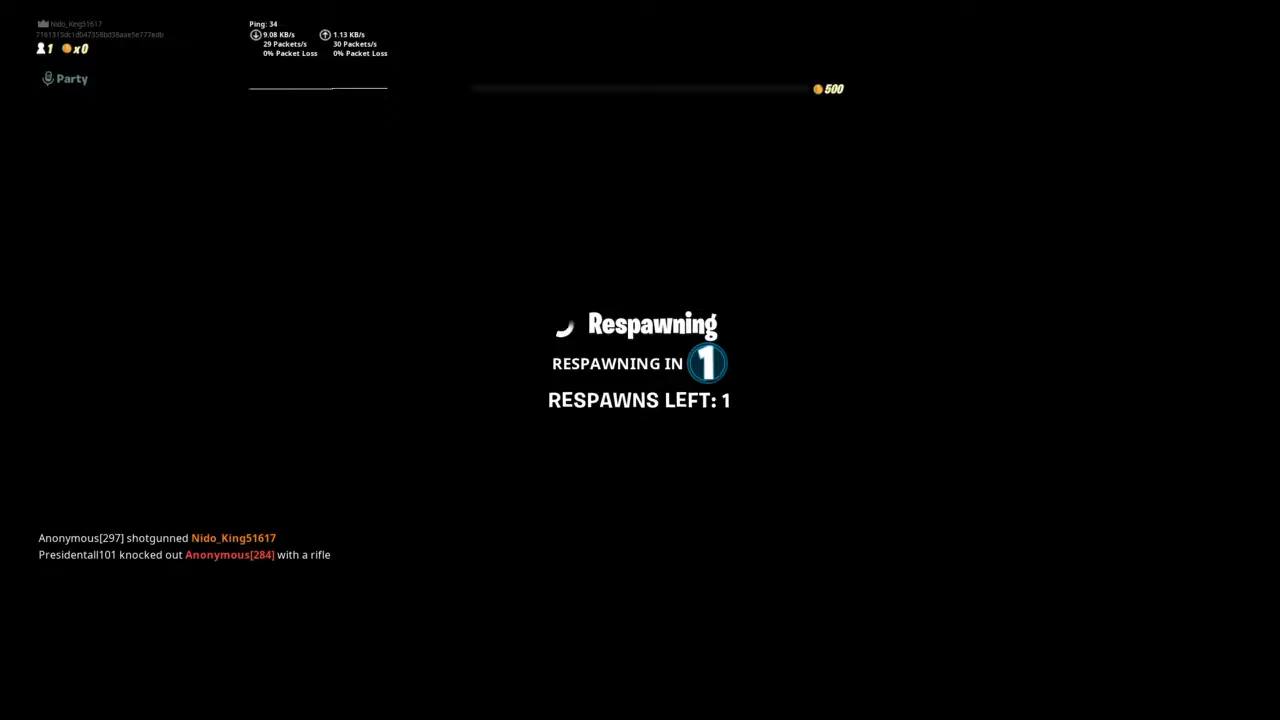 Nido_King51617
Ping: 34
9.08 KB/s
1.13 KB/s
29 Packets/s
30 Packets/s
0% Packet Loss
0% Packet Loss
1
x0
Party
500
Respawning
RESPAWNING IN 1
RESPAWNS LEFT: 1
Anonymous[297] shotgunned Nido_King51617
Presidentall101 knocked out Anonymous[284] with a rifle